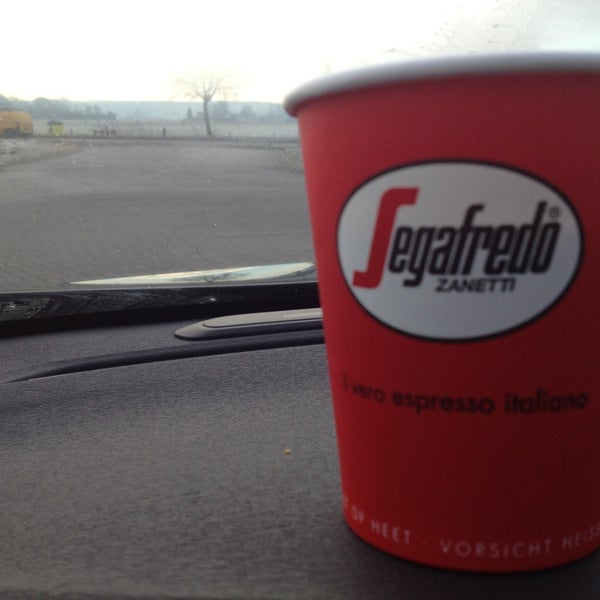 Segafredo®
ZANETTI
il vero espresso italiano
OP HEET - VORSICHT HEISS